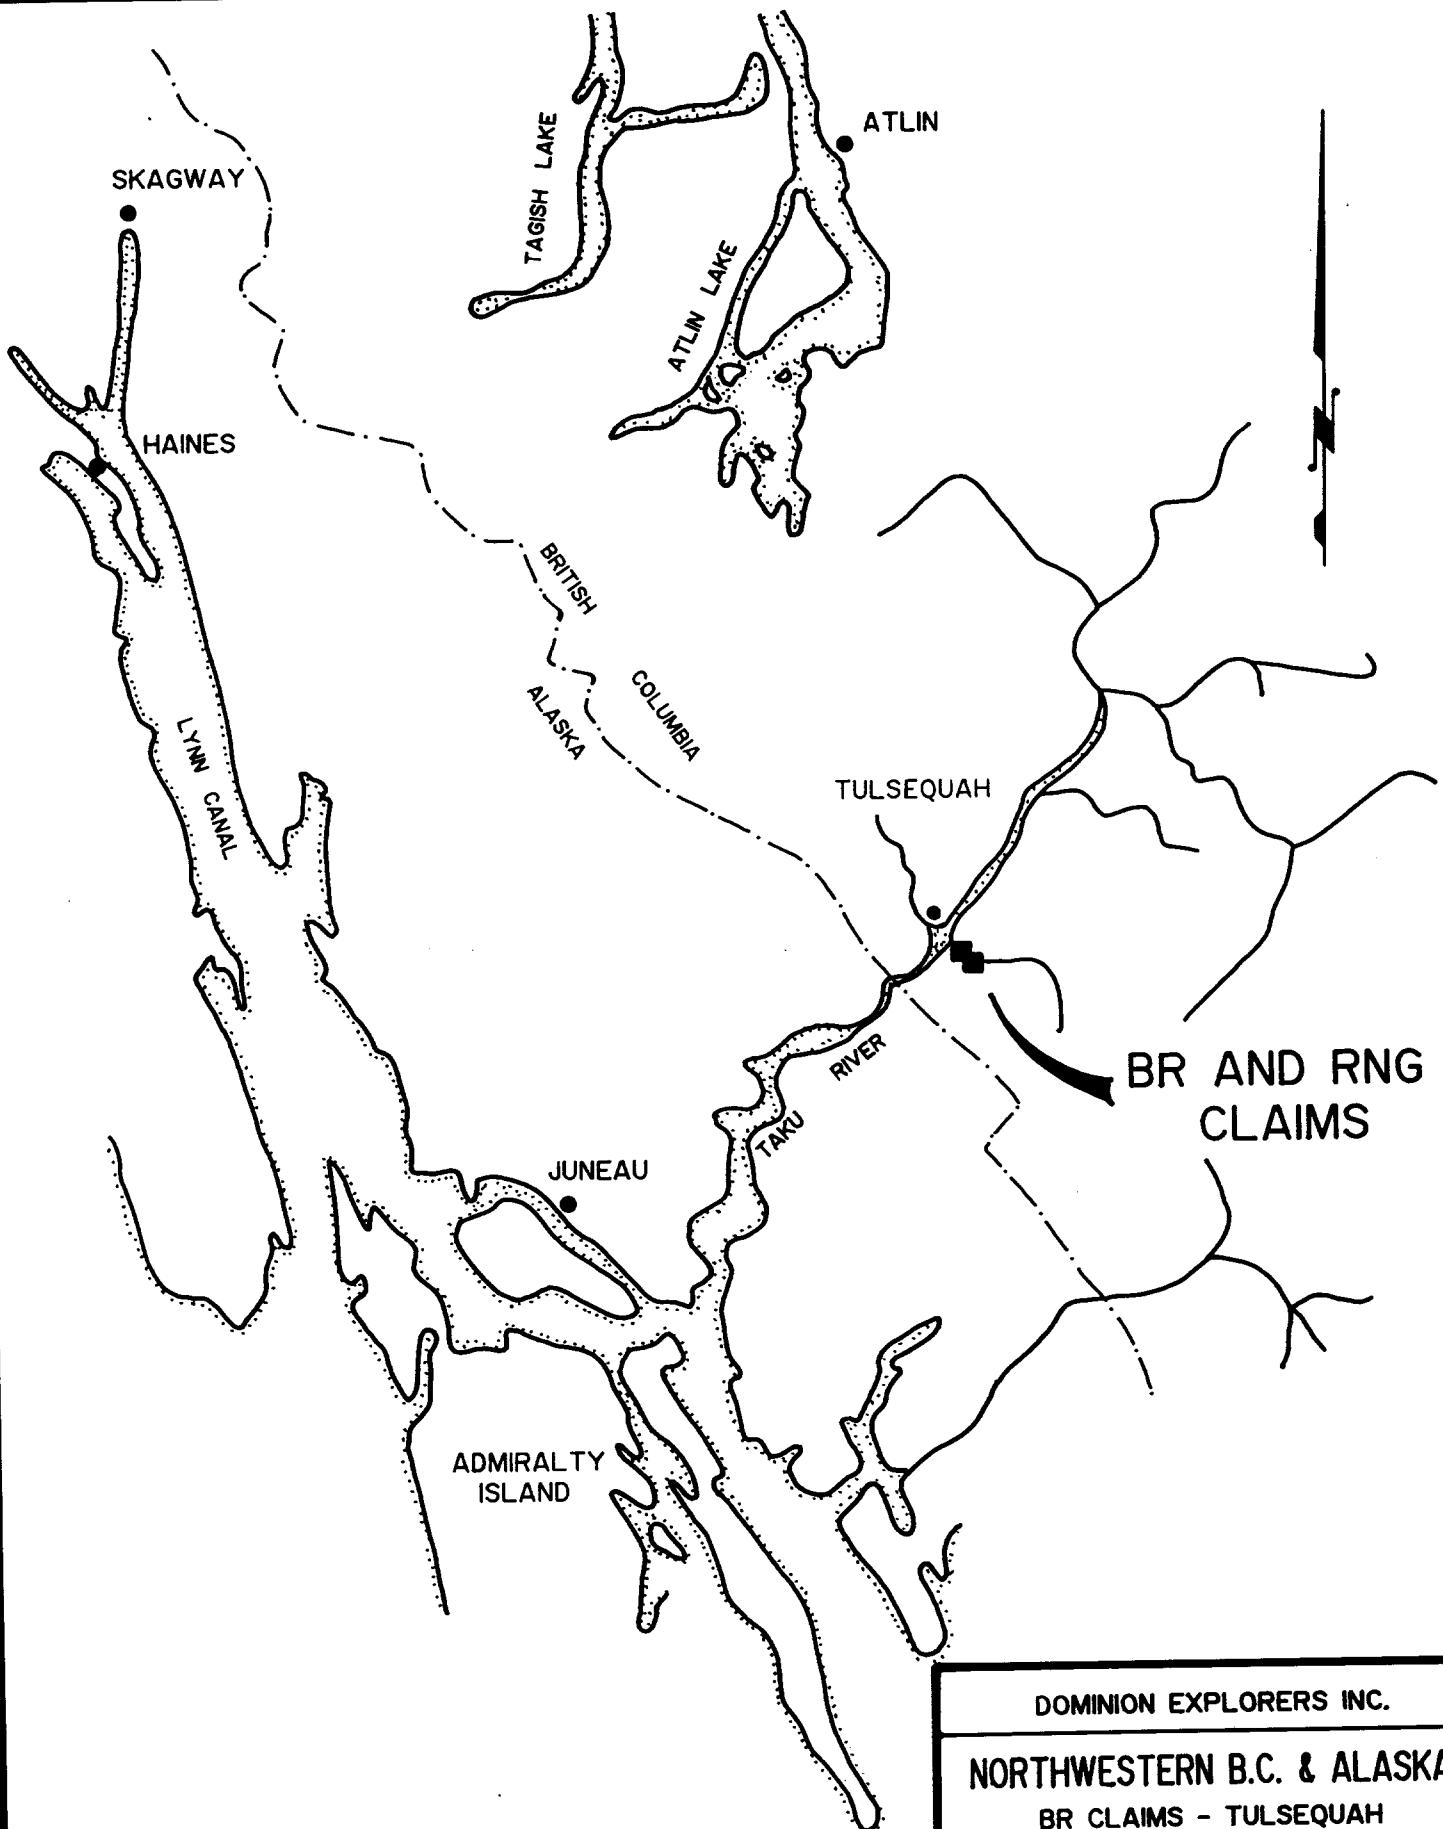 ATLIN
SKAGWAY
TAGISH LAKE
ATLIN LAKE
HAINES
BRITISH
COLUMBIA
ALASKA
LYNN CANAL
TULSEQUAH
RIVER
TAKU
BR AND RNG
CLAIMS
JUNEAU
ADMIRALTY
ISLAND
DOMINION EXPLORERS INC.
NORTHWESTERN B.C. & ALASKA
BR CLAIMS - TULSEQUAH